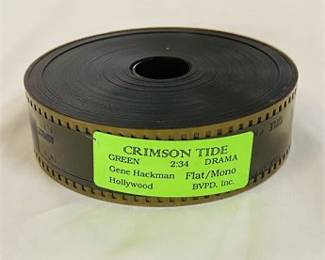 CRIMSON TIDE
GREEN 2:34 DRAMA
Gene Hackman Flat/Mono
Hollywood BVPD, Inc.